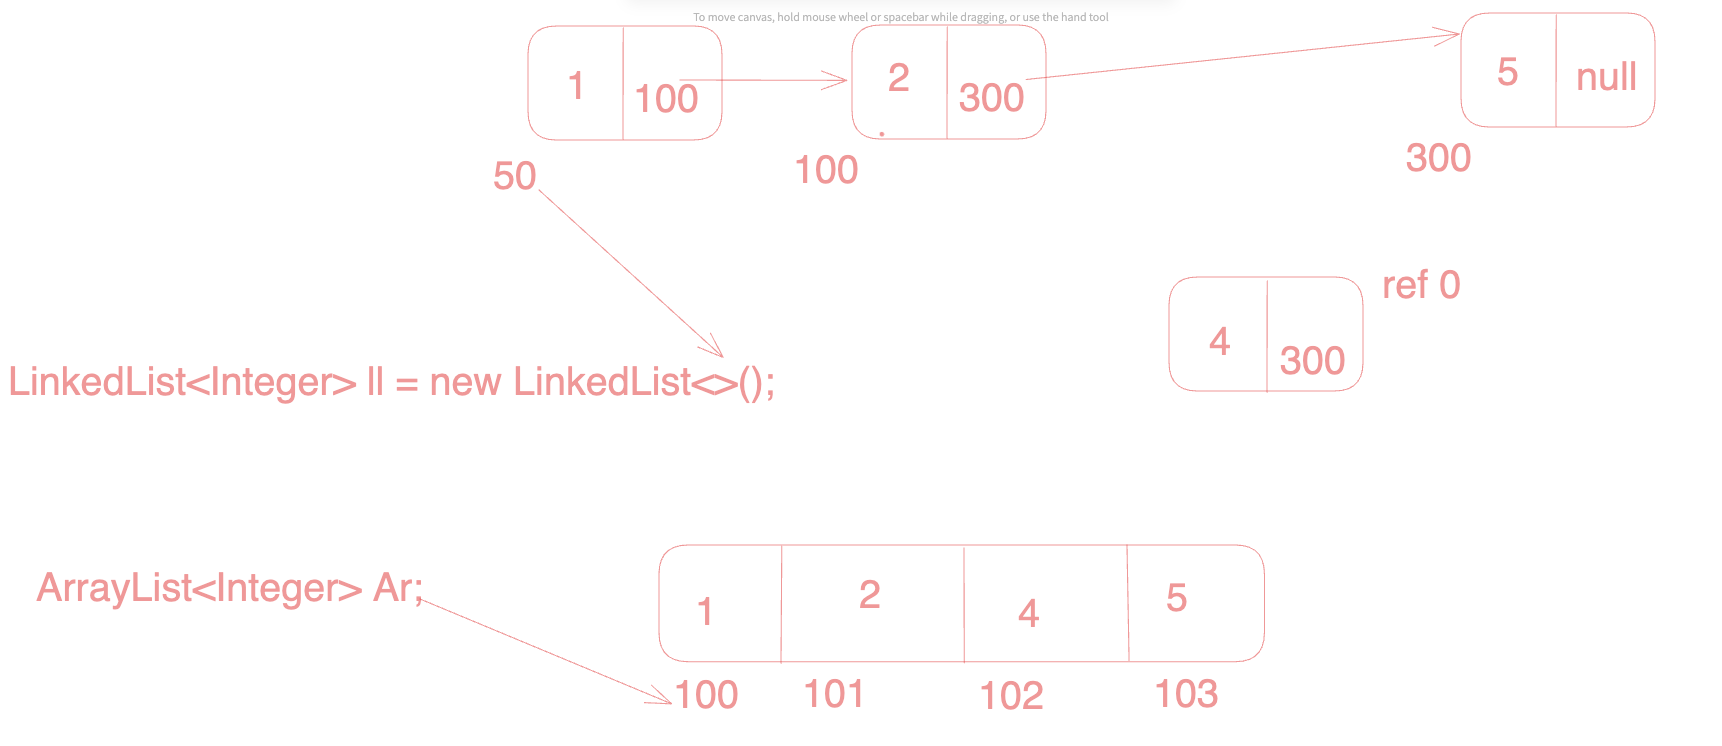 To move canvas, hold mouse wheel or spacebar while dragging, or use the hand tool
1 100
2 300
5 null
50
100
300
ref 0
4 300
LinkedList<Integer> ll = new LinkedList<>();
ArrayList<Integer> Ar;
1 2 4 5
100 101 102 103